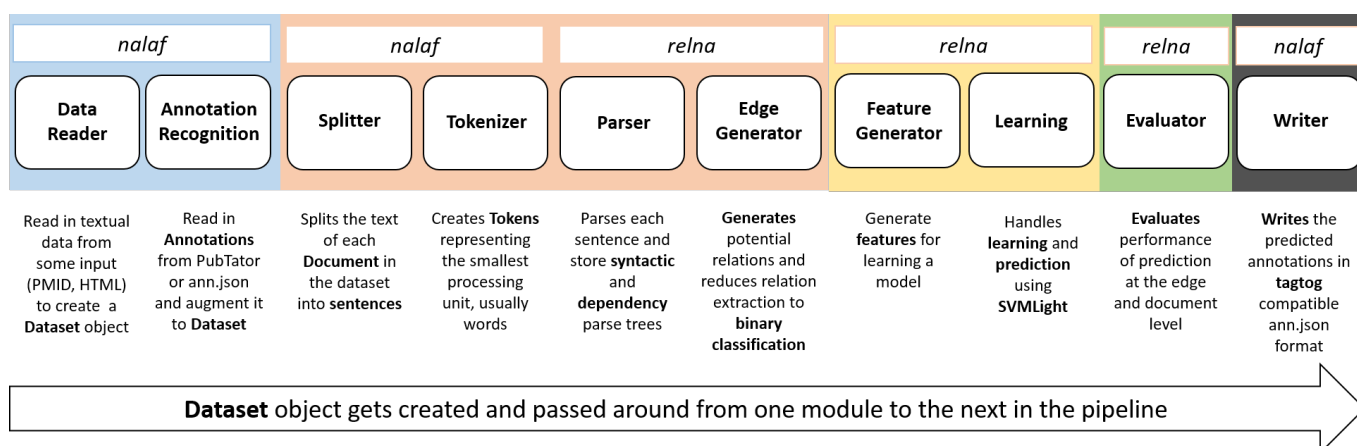 nalaf
nalaf
relna
relna
relna
nalaf
Data
Reader
Annotation
Recognition
Splitter
Tokenizer
Parser
Edge
Generator
Feature
Generator
Learning
Evaluator
Writer
Read in textual
data from
some input
(PMID, HTML)
to create a
Dataset object
Read in
Annotations
from PubTator
or ann.json
and augment it
to Dataset
Splits the text
of each
Document in
the dataset
into sentences
Creates Tokens
representing
the smallest
processing
unit, usually
words
Parses each
sentence and
store syntactic
and
dependency
parse trees
Generates
potential
relations and
reduces relation
extraction to
binary
classification
Generate
features for
learning a
model
Handles
learning and
prediction
using
SVMLight
Evaluates
performance
of prediction
at the edge
and document
level
Writes the
predicted
annotations in
tagtog
compatible
ann.json
format
Dataset object gets created and passed around from one module to the next in the pipeline